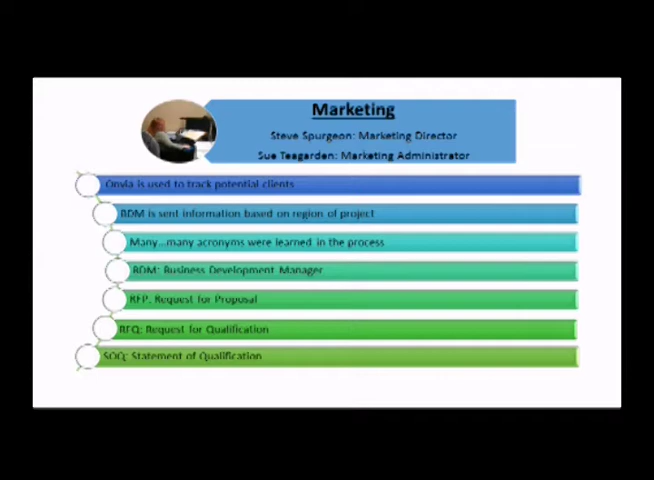 Marketing
Steve Spurgeon: Marketing Director
Sue Teagarden: Marketing Administrator
Onvia is used to track potential clients
BDM is sent information based on region of project
Many...many acronyms were learned in the process
BDM: Business Development Manager
RFP: Request for Proposal
RFQ: Request for Qualification
SOQ: Statement of Qualification